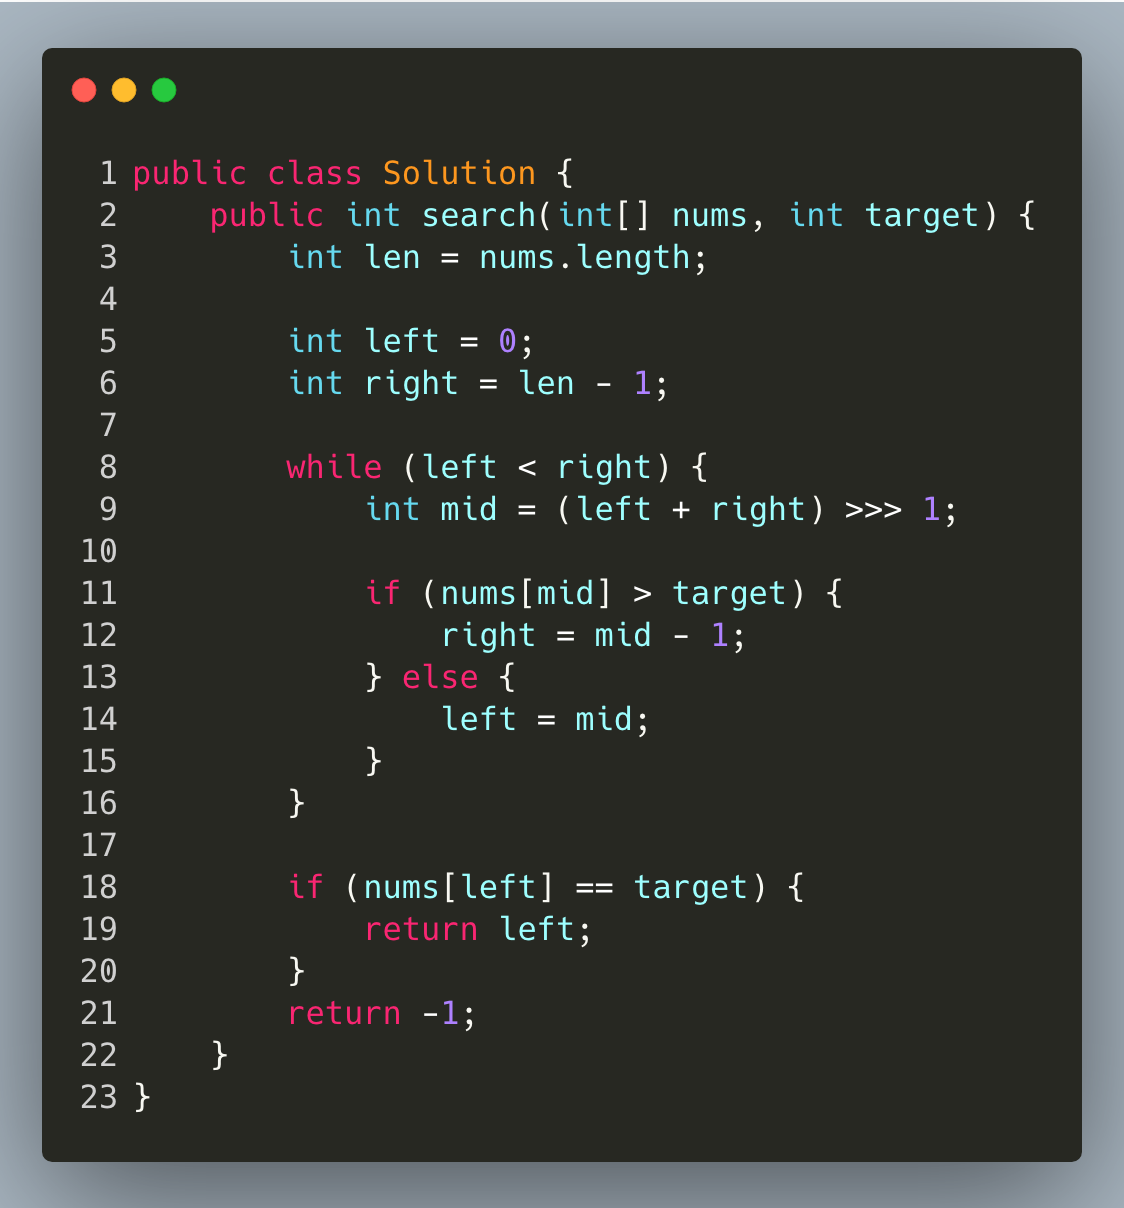 1 public class Solution {
2     public int search(int[] nums, int target) {
3         int len = nums.length;
4
5         int left = 0;
6         int right = len - 1;
7
8         while (left < right) {
9             int mid = (left + right) >>> 1;
10
11             if (nums[mid] > target) {
12                 right = mid - 1;
13             } else {
14                 left = mid;
15             }
16         }
17
18         if (nums[left] == target) {
19             return left;
20         }
21         return -1;
22     }
23 }